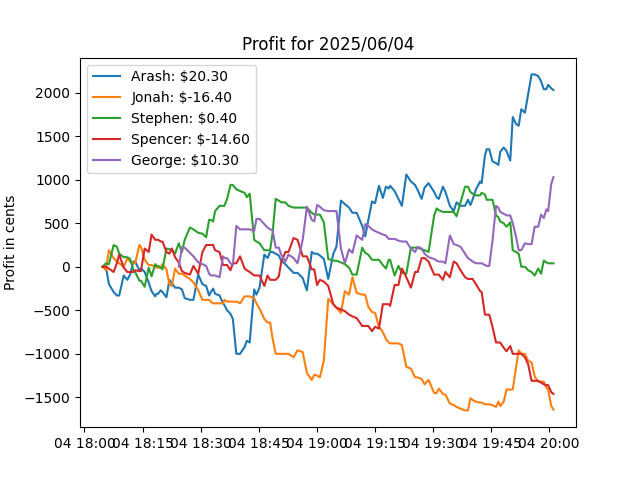 Profit for 2025/06/04
Arash: $20.30
Jonah: $-16.40
Stephen: $0.40
Spencer: $-14.60
George: $10.30
Profit in cents
2000
1500
1000
500
0
−500
−1000
−1500
04 18:00 04 18:15 04 18:30 04 18:45 04 19:00 04 19:15 04 19:30 04 19:45 04 20:00